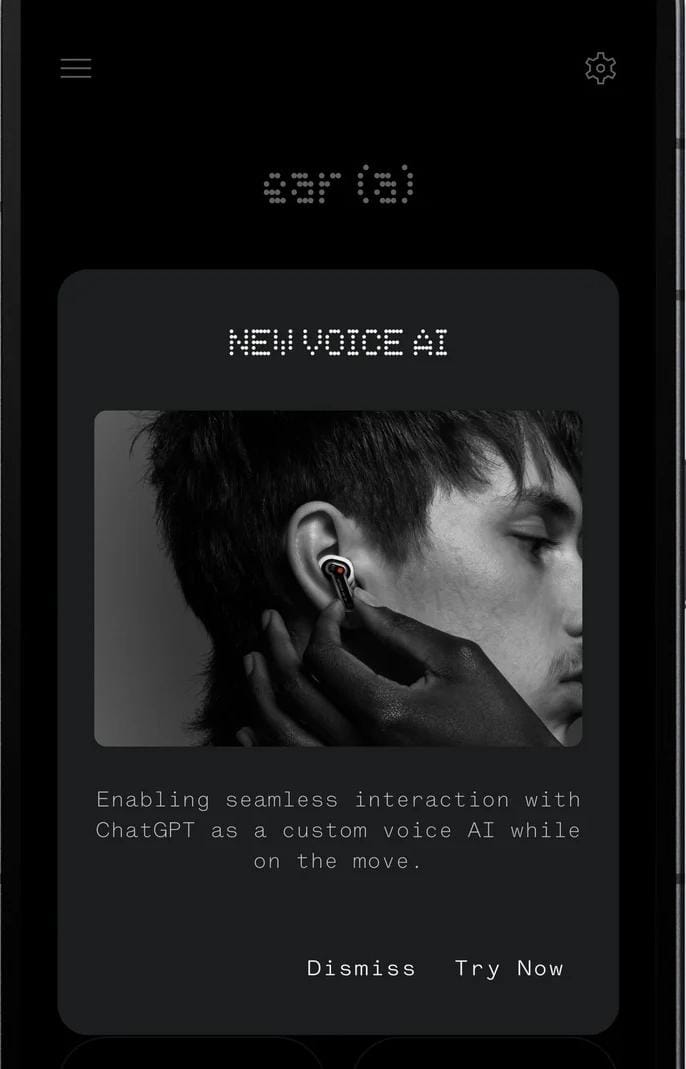 ear (a)
NEW VOICE AI
Enabling seamless interaction with
ChatGPT as a custom voice AI while
on the move.
Dismiss Try Now